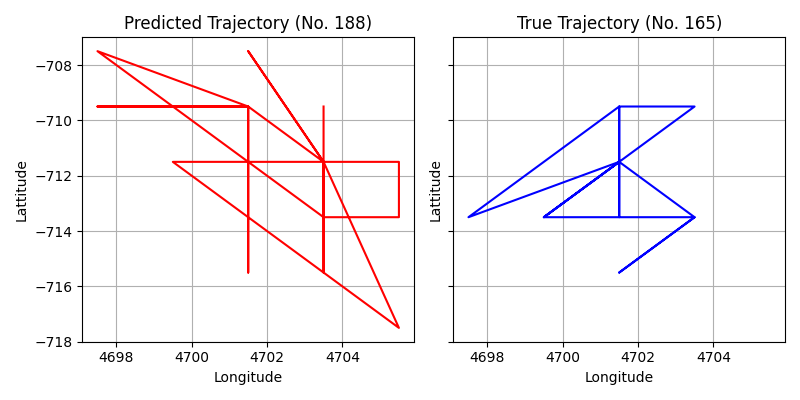 Predicted Trajectory (No. 188)
−708
−710
−712
−714
−716
−718
Lattitude
4698 4700 4702 4704
Longitude
True Trajectory (No. 165)
Lattitude
4698 4700 4702 4704
Longitude